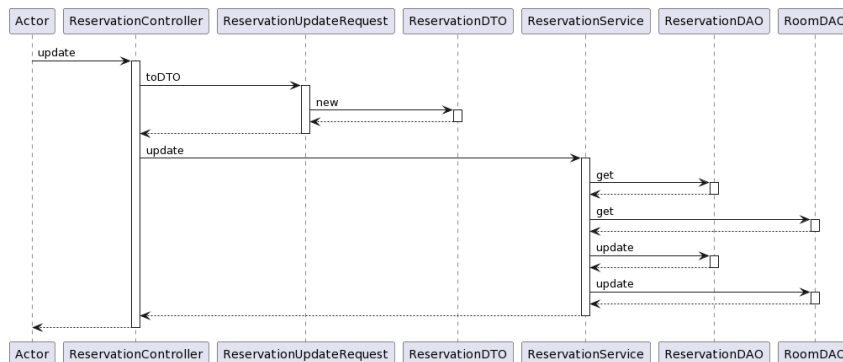 Actor ReservationController ReservationUpdateRequest ReservationDTO ReservationService ReservationDAO RoomDAO
update
toDTO
new
update
get
get
update
update
Actor ReservationController ReservationUpdateRequest ReservationDTO ReservationService ReservationDAO RoomDAO